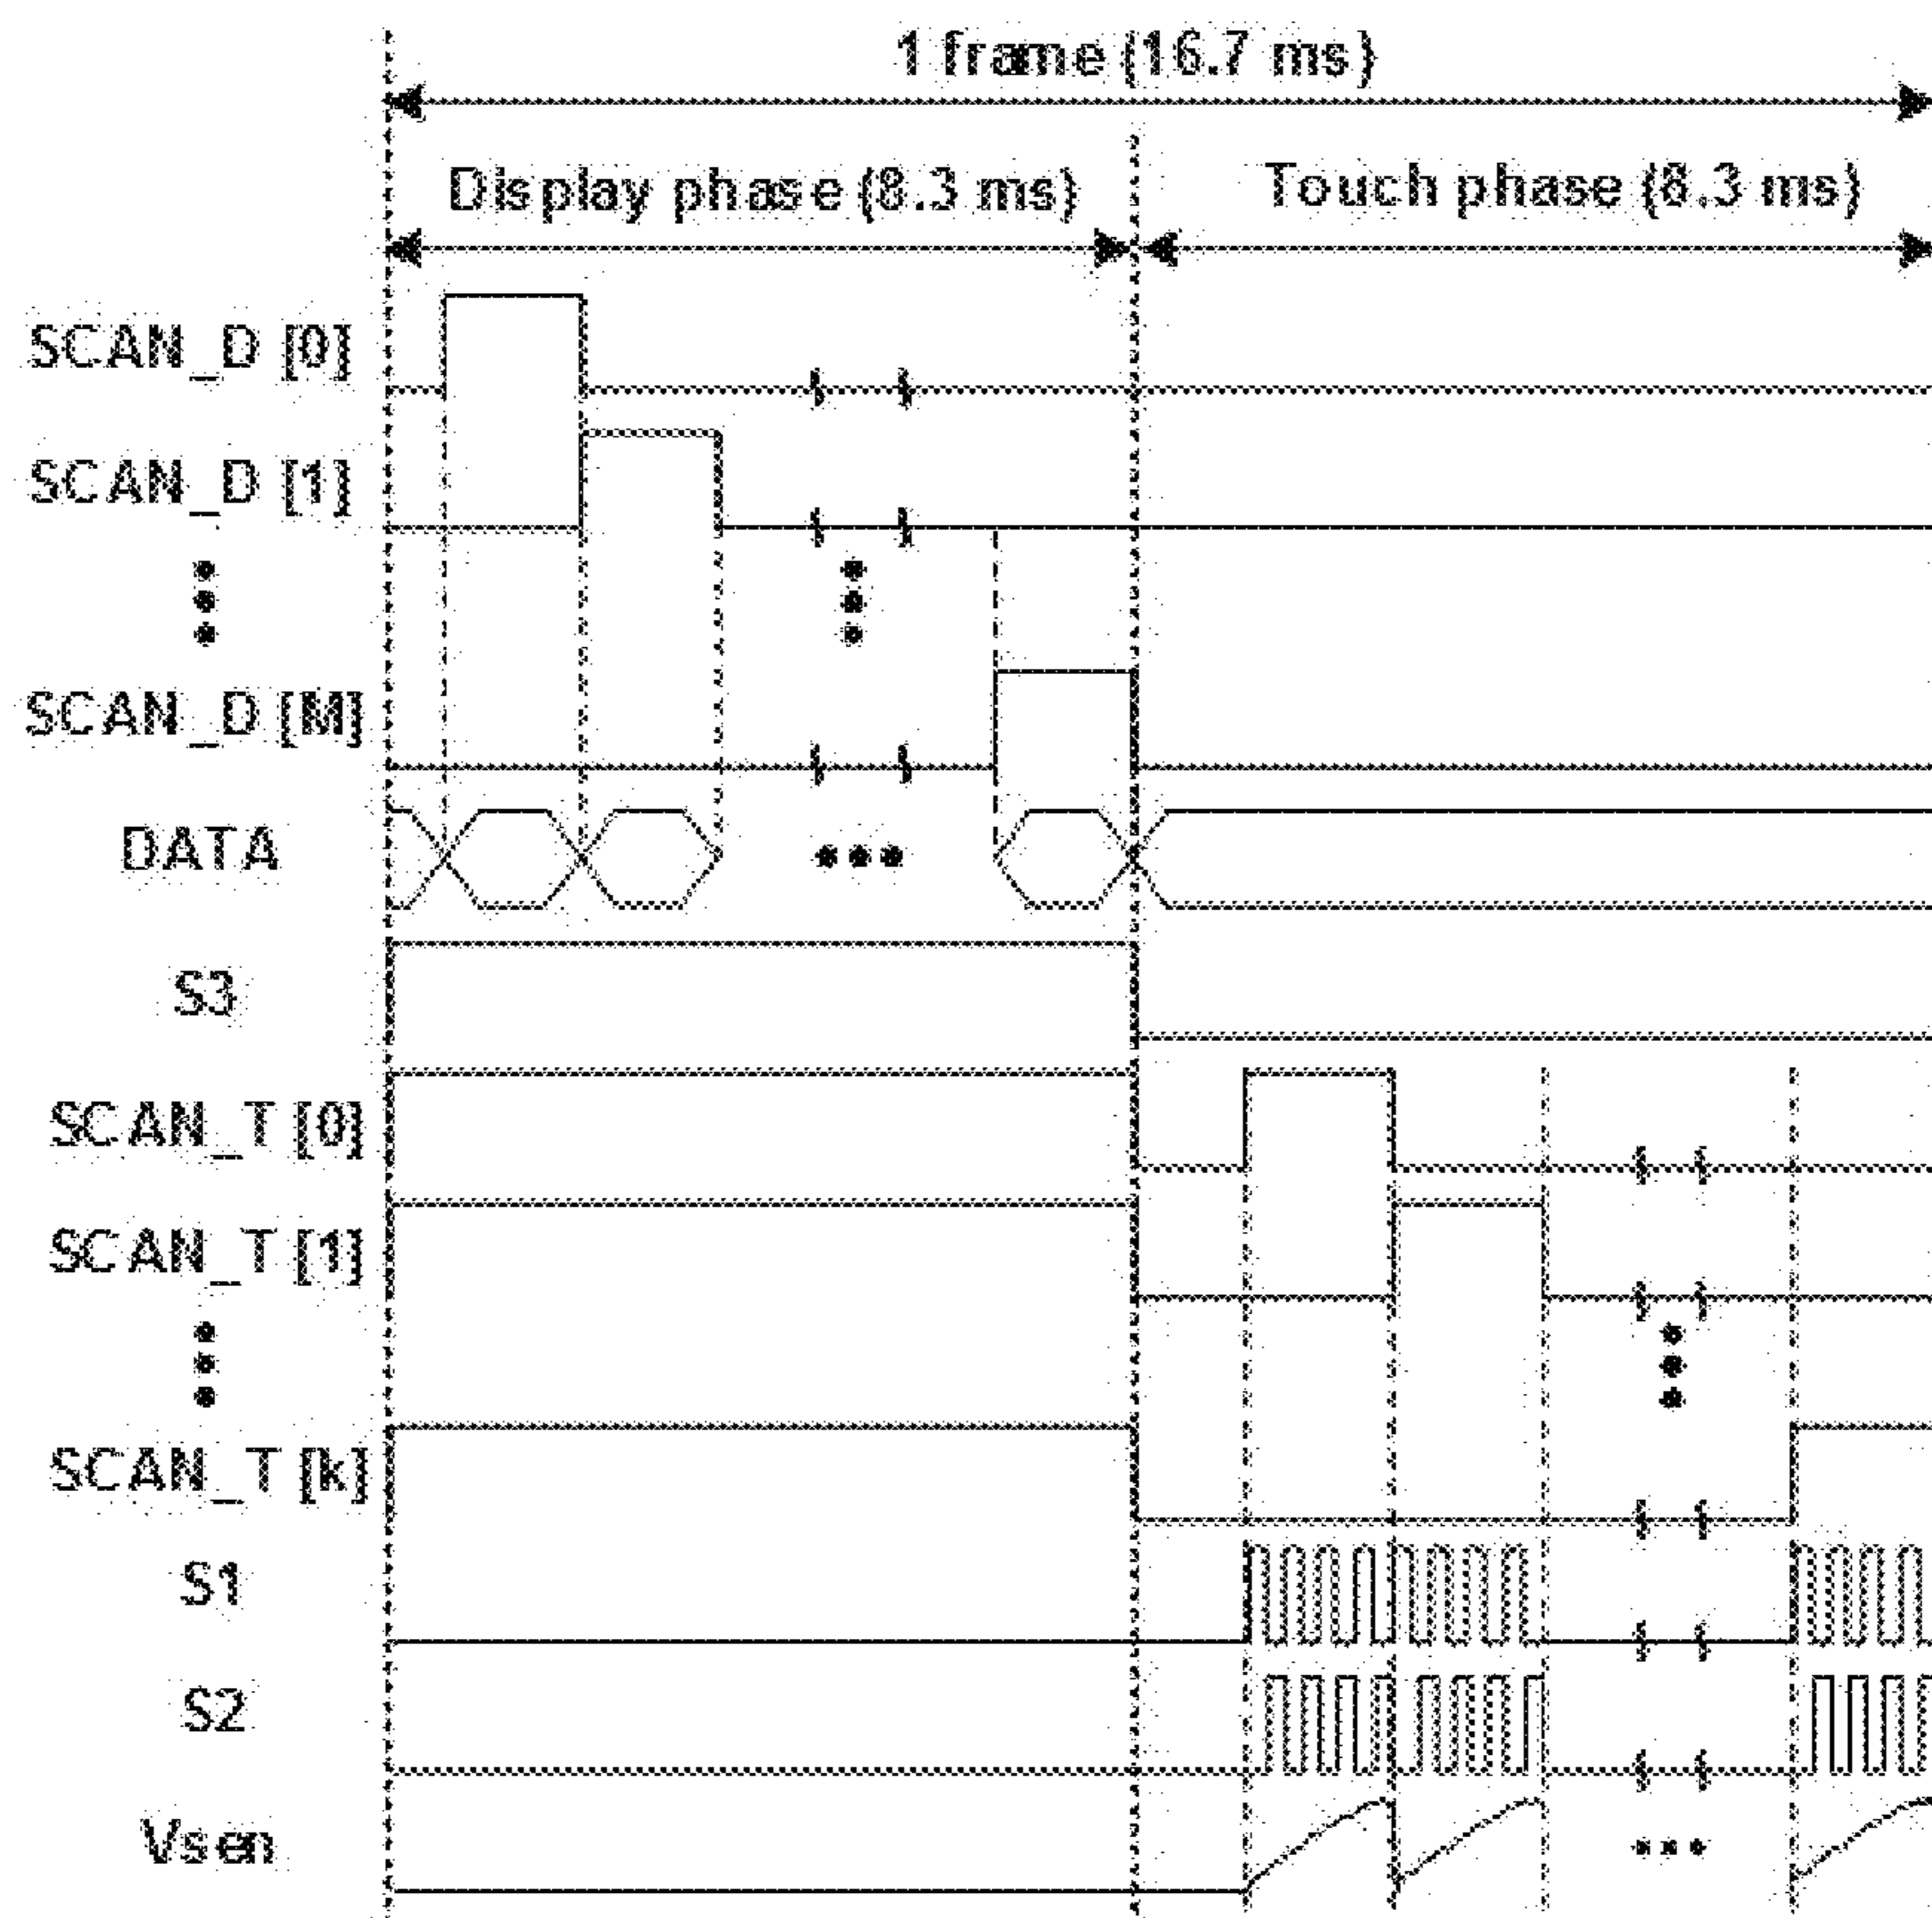 1 frame (16.7 ms)
Display phase (8.3 ms)
Touch phase (8.3 ms)
SCAN_D [0]
SCAN_D [1]
SCAN_D [M]
DATA
S3
SCAN_T [0]
SCAN_T [1]
SCAN_T [k]
S1
S2
Vsen